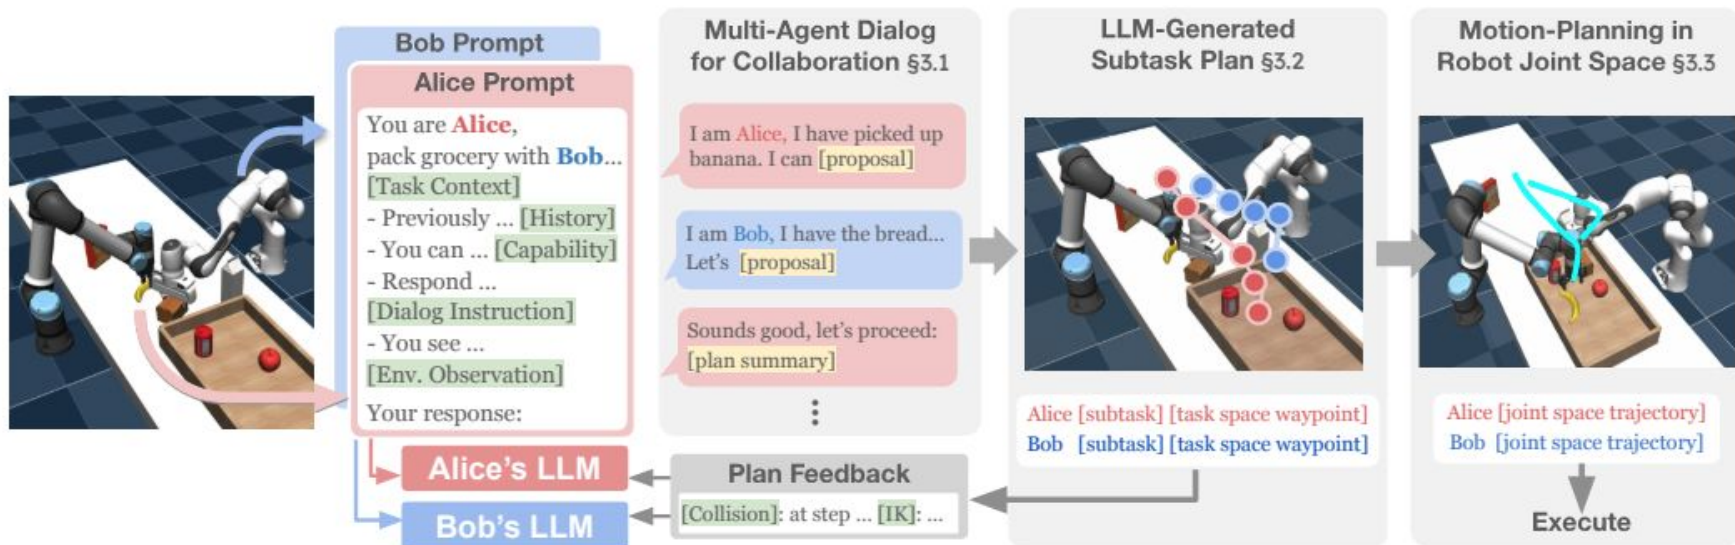 Bob Prompt
Alice Prompt
You are Alice,
pack grocery with Bob...
[Task Context]
- Previously ... [History]
- You can ... [Capability]
- Respond ...
[Dialog Instruction]
- You see ...
[Env. Observation]
Your response:
Alice's LLM
Bob's LLM
Multi-Agent Dialog
for Collaboration §3.1
I am Alice, I have picked up
banana. I can [proposal]
I am Bob, I have the bread...
Let's [proposal]
Sounds good, let's proceed:
[plan summary]
Plan Feedback
[Collision]: at step ... [IK]: ...
LLM-Generated
Subtask Plan §3.2
Alice [subtask] [task space waypoint]
Bob [subtask] [task space waypoint]
Motion-Planning in
Robot Joint Space §3.3
Alice [joint space trajectory]
Bob [joint space trajectory]
Execute